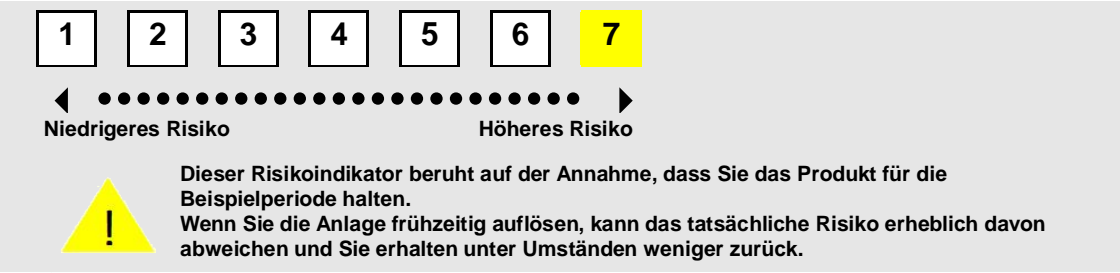 1 2 3 4 5 6 7
Niedrigeres Risiko Höheres Risiko
Dieser Risikoindikator beruht auf der Annahme, dass Sie das Produkt für die
Beispielperiode halten.
Wenn Sie die Anlage frühzeitig auflösen, kann das tatsächliche Risiko erheblich davon
abweichen und Sie erhalten unter Umständen weniger zurück.
!